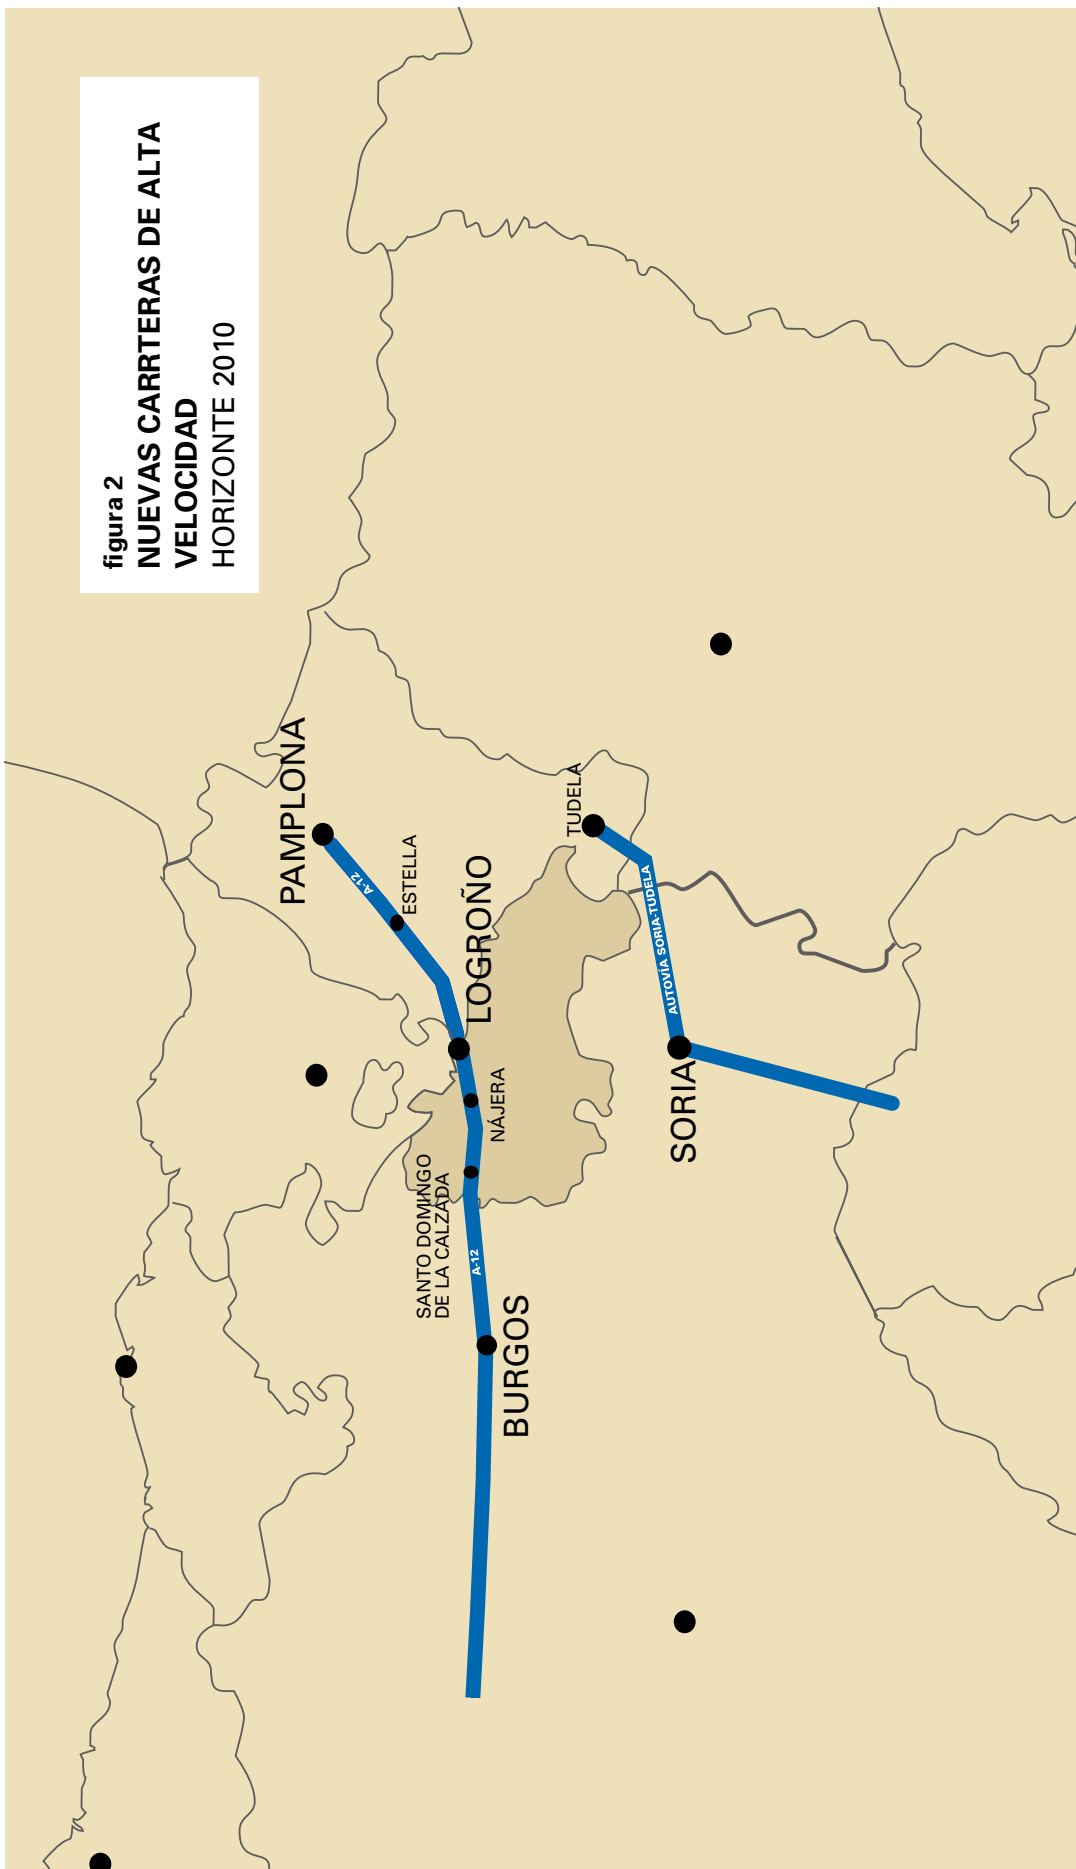 figura 2
NUEVAS CARRTERAS DE ALTA
VELOCIDAD
HORIZONTE 2010
PAMPLONA
A-12
ESTELLA
LOGROÑO
NÁJERA
SANTO DOMINGO
DE LA CALZADA
A-12
BURGOS
TUDELA
AUTOVÍA SORIA-TUDELA
SORIA